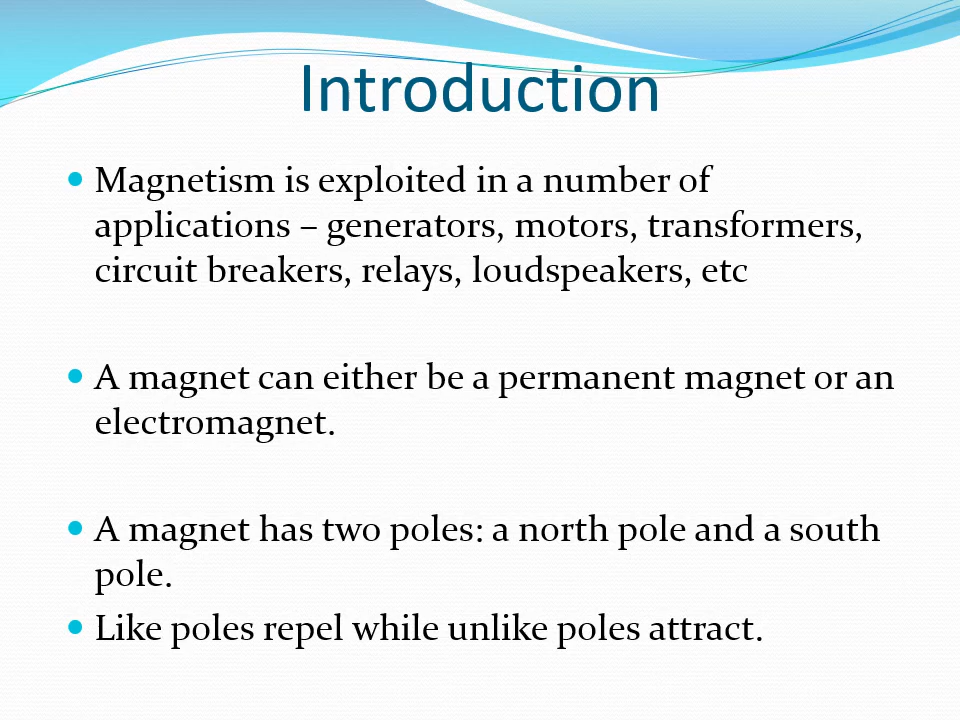 Introduction
• Magnetism is exploited in a number of
applications – generators, motors, transformers,
circuit breakers, relays, loudspeakers, etc
• A magnet can either be a permanent magnet or an
electromagnet.
• A magnet has two poles: a north pole and a south
pole.
• Like poles repel while unlike poles attract.